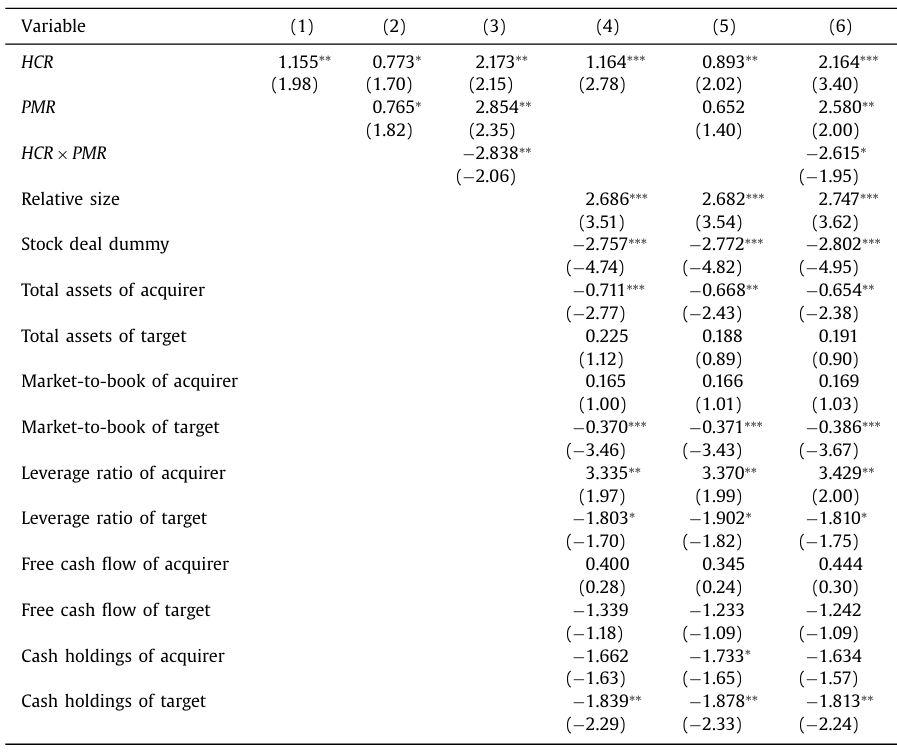 Variable (1) (2) (3) (4) (5) (6)
HCR 1.155** 0.773* 2.173** 1.164*** 0.893** 2.164***
(1.98) (1.70) (2.15) (2.78) (2.02) (3.40)
PMR 0.765* 2.854** 0.652 2.580**
(1.82) (2.35) (1.40) (2.00)
HCR × PMR −2.838** −2.615*
(−2.06) (−1.95)
Relative size 2.686*** 2.682*** 2.747***
(3.51) (3.54) (3.62)
Stock deal dummy −2.757*** −2.772*** −2.802***
(−4.74) (−4.82) (−4.95)
Total assets of acquirer −0.711*** −0.668** −0.654**
(−2.77) (−2.43) (−2.38)
Total assets of target 0.225 0.188 0.191
(1.12) (0.89) (0.90)
Market-to-book of acquirer 0.165 0.166 0.169
(1.00) (1.01) (1.03)
Market-to-book of target −0.370*** −0.371*** −0.386***
(−3.46) (−3.43) (−3.67)
Leverage ratio of acquirer 3.335** 3.370** 3.429**
(1.97) (1.99) (2.00)
Leverage ratio of target −1.803* −1.902* −1.810*
(−1.70) (−1.82) (−1.75)
Free cash flow of acquirer 0.400 0.345 0.444
(0.28) (0.24) (0.30)
Free cash flow of target −1.339 −1.233 −1.242
(−1.18) (−1.09) (−1.09)
Cash holdings of acquirer −1.662 −1.733* −1.634
(−1.63) (−1.65) (−1.57)
Cash holdings of target −1.839** −1.878** −1.813**
(−2.29) (−2.33) (−2.24)